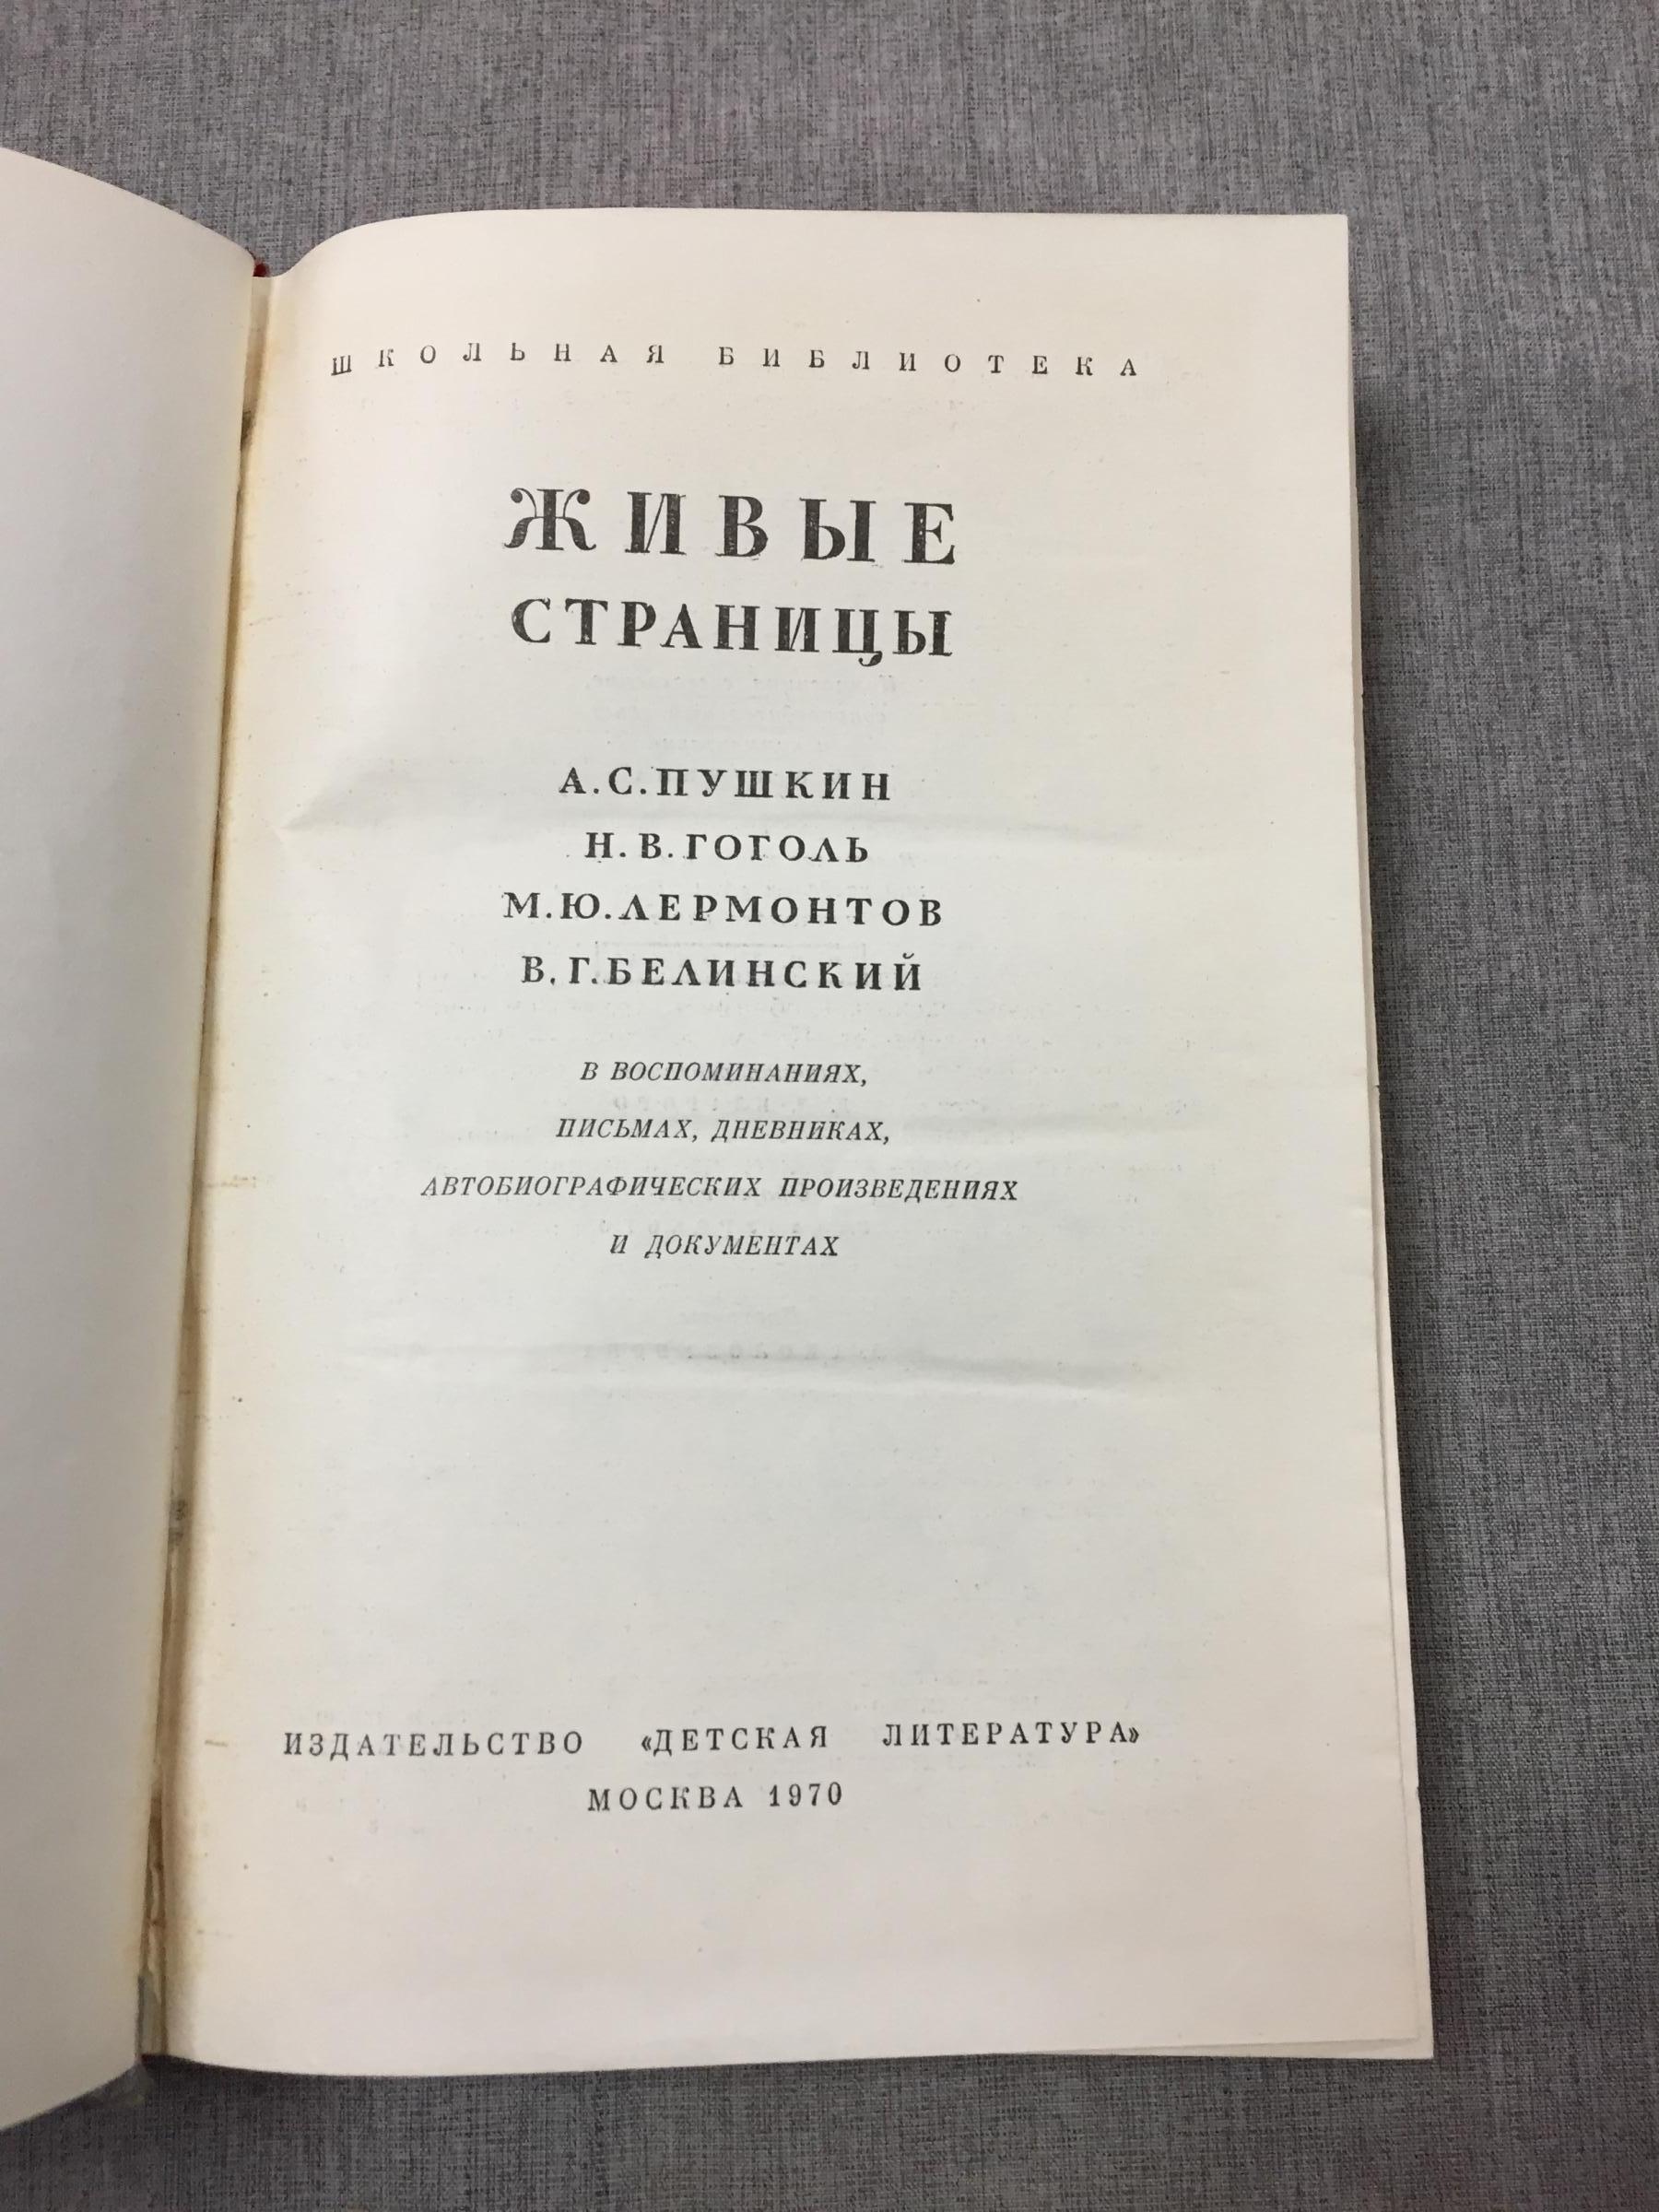 ШКОЛЬНАЯ БИБЛИОТЕКА
ЖИВЫЕ
СТРАНИЦЫ
А.С.ПУШКИН
Н.В.ГОГОЛЬ
М.Ю.ЛЕРМОНТОВ
В.Г.БЕЛИНСКИЙ
В ВОСПОМИНАНИЯХ,
ПИСЬМАХ, ДНЕВНИКАХ,
АВТОБИОГРАФИЧЕСКИХ ПРОИЗВЕДЕНИЯХ
И ДОКУМЕНТАХ
ИЗДАТЕЛЬСТВО «ДЕТСКАЯ ЛИТЕРАТУРА»
МОСКВА 1970